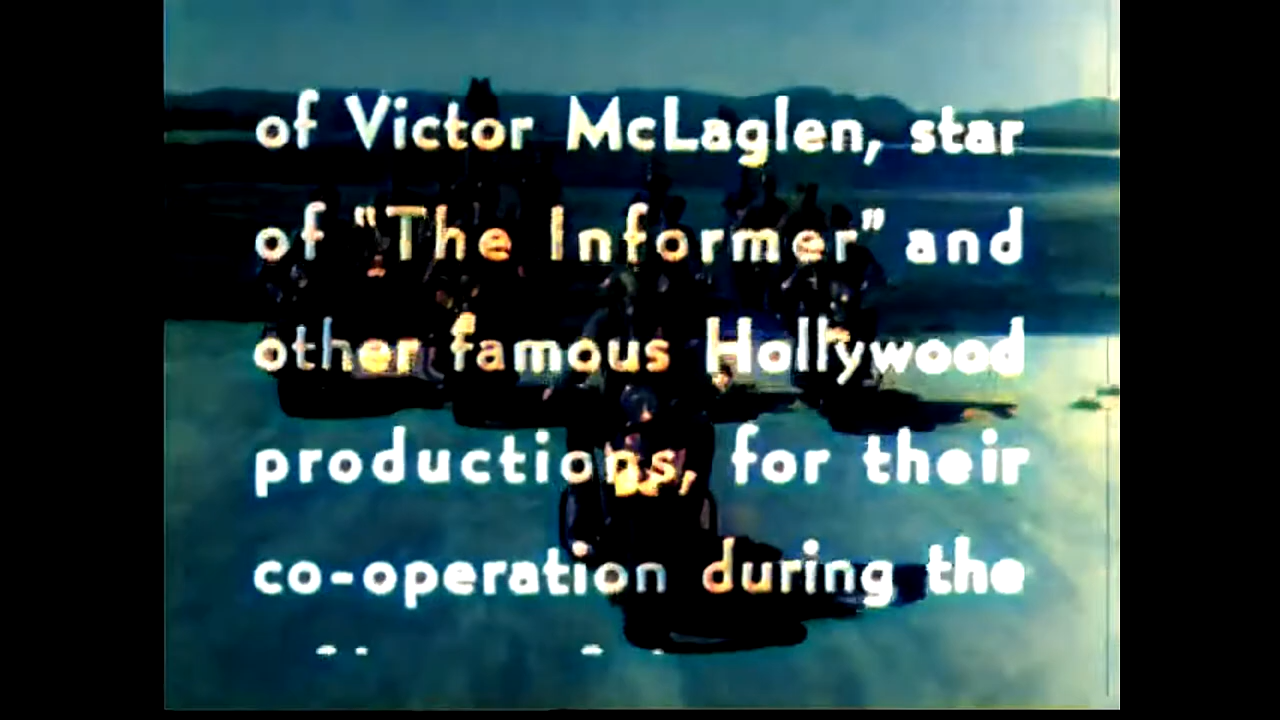 of Victor McLaglen, star
of "The Informer" and
other famous Hollywood
productions, for their
co-operation during the